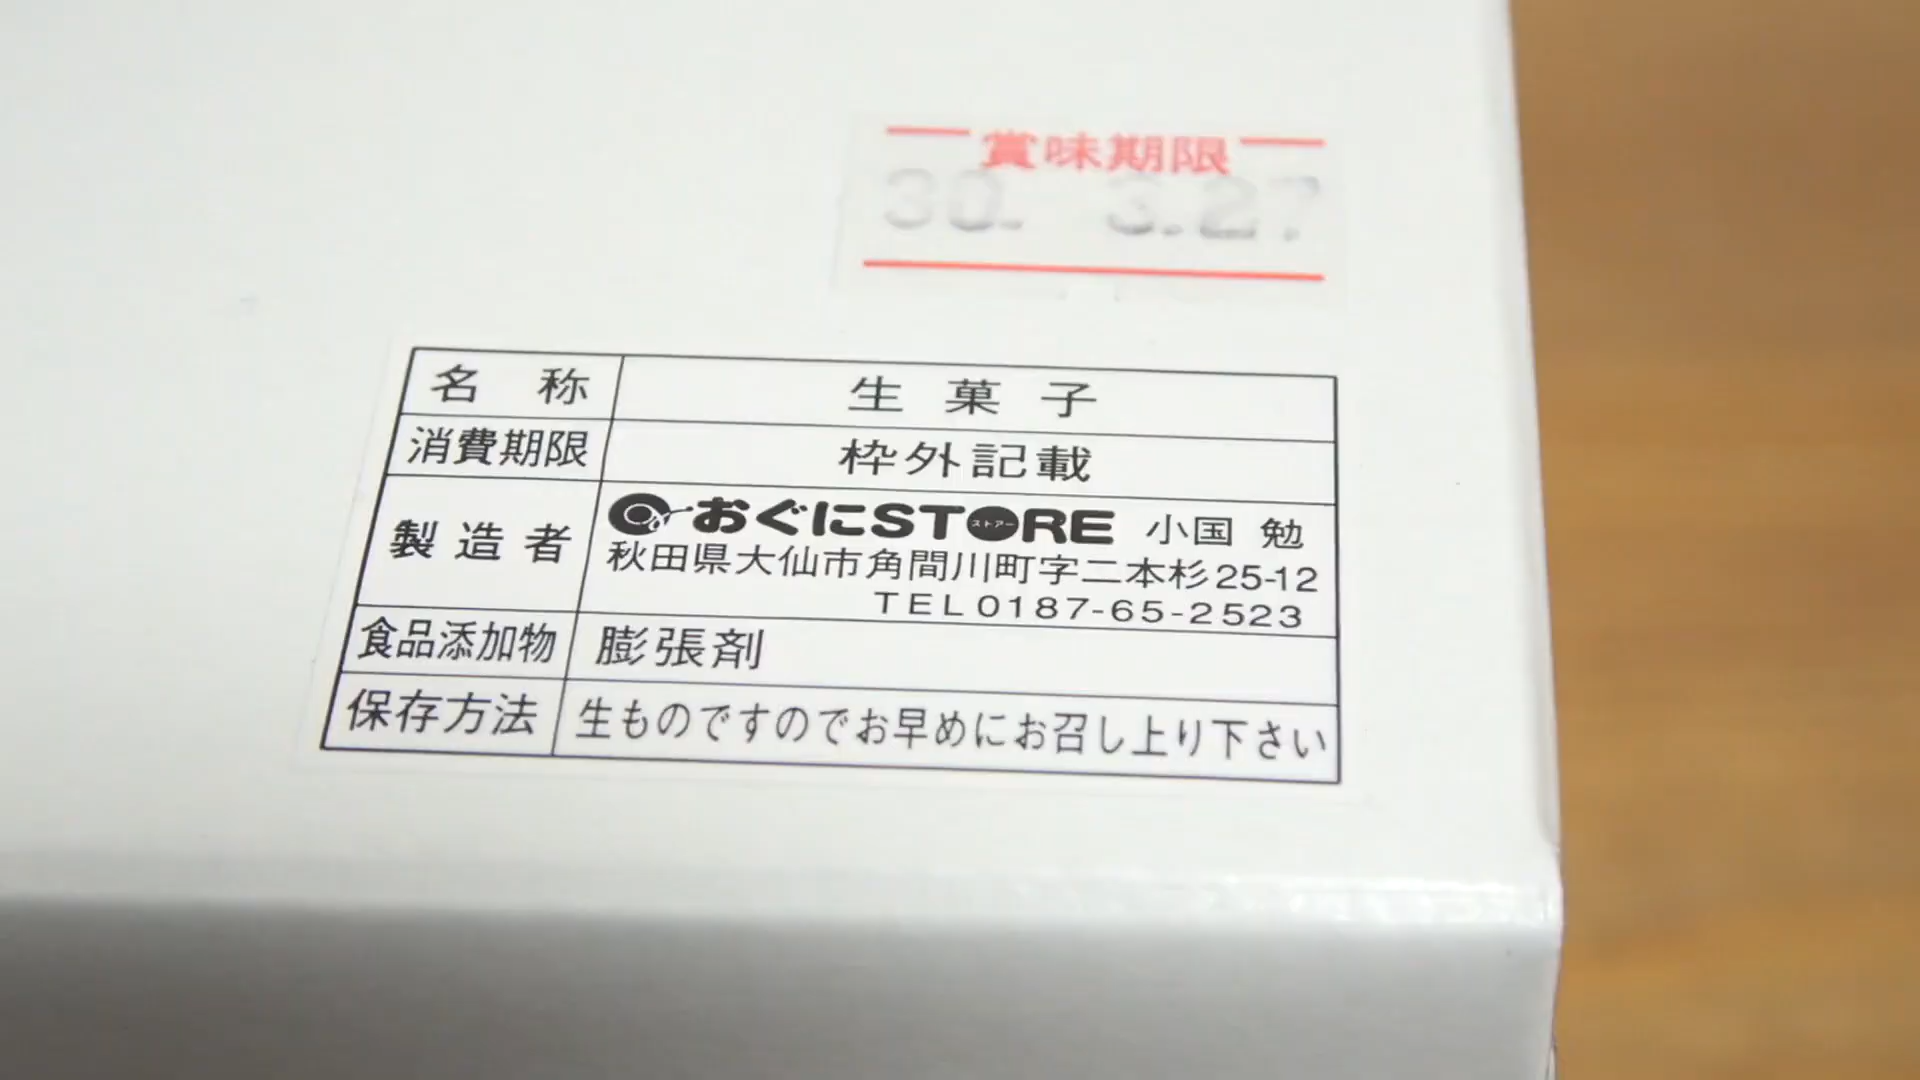 賞味期限
30. 3.27
名称 生菓子
消費期限 枠外記載
製造者 おぐにSTORE ストアー 小国 勉
秋田県大仙市角間川町字二本杉25-12
TEL0187-65-2523
食品添加物 膨張剤
保存方法 生ものですのでお早めにお召し上り下さい